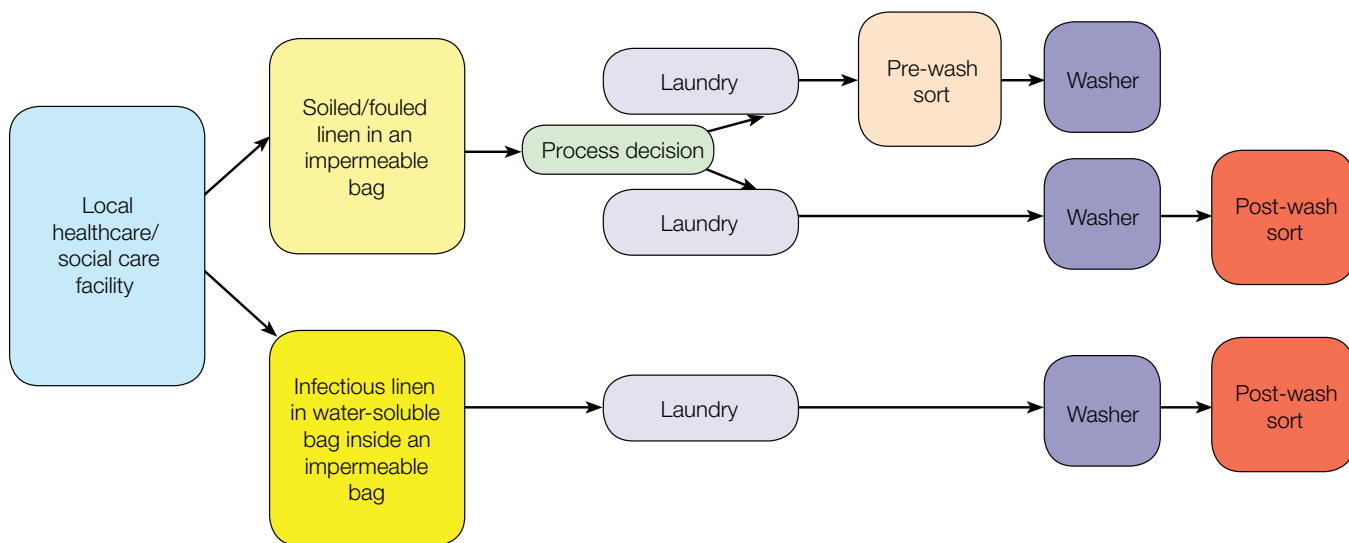 Local
healthcare/
social care
facility
Soiled/fouled
linen in an
impermeable
bag
Process decision
Laundry
Pre-wash
sort
Washer
Laundry
Washer
Post-wash
sort
Infectious linen
in water-soluble
bag inside an
impermeable
bag
Laundry
Washer
Post-wash
sort